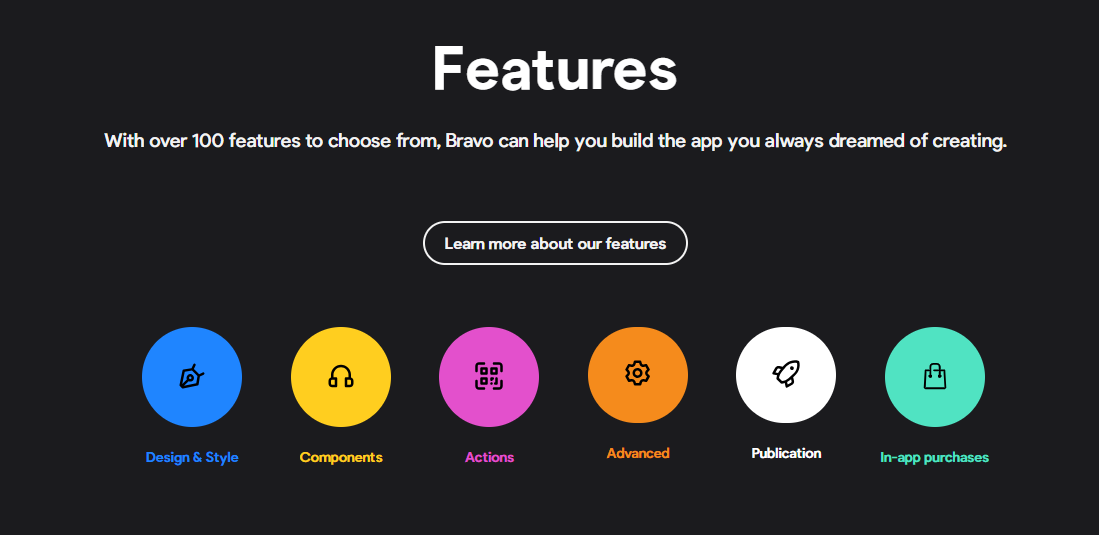 Features
With over 100 features to choose from, Bravo can help you build the app you always dreamed of creating.
Learn more about our features
Design & Style
Components
Actions
Advanced
Publication
In-app purchases